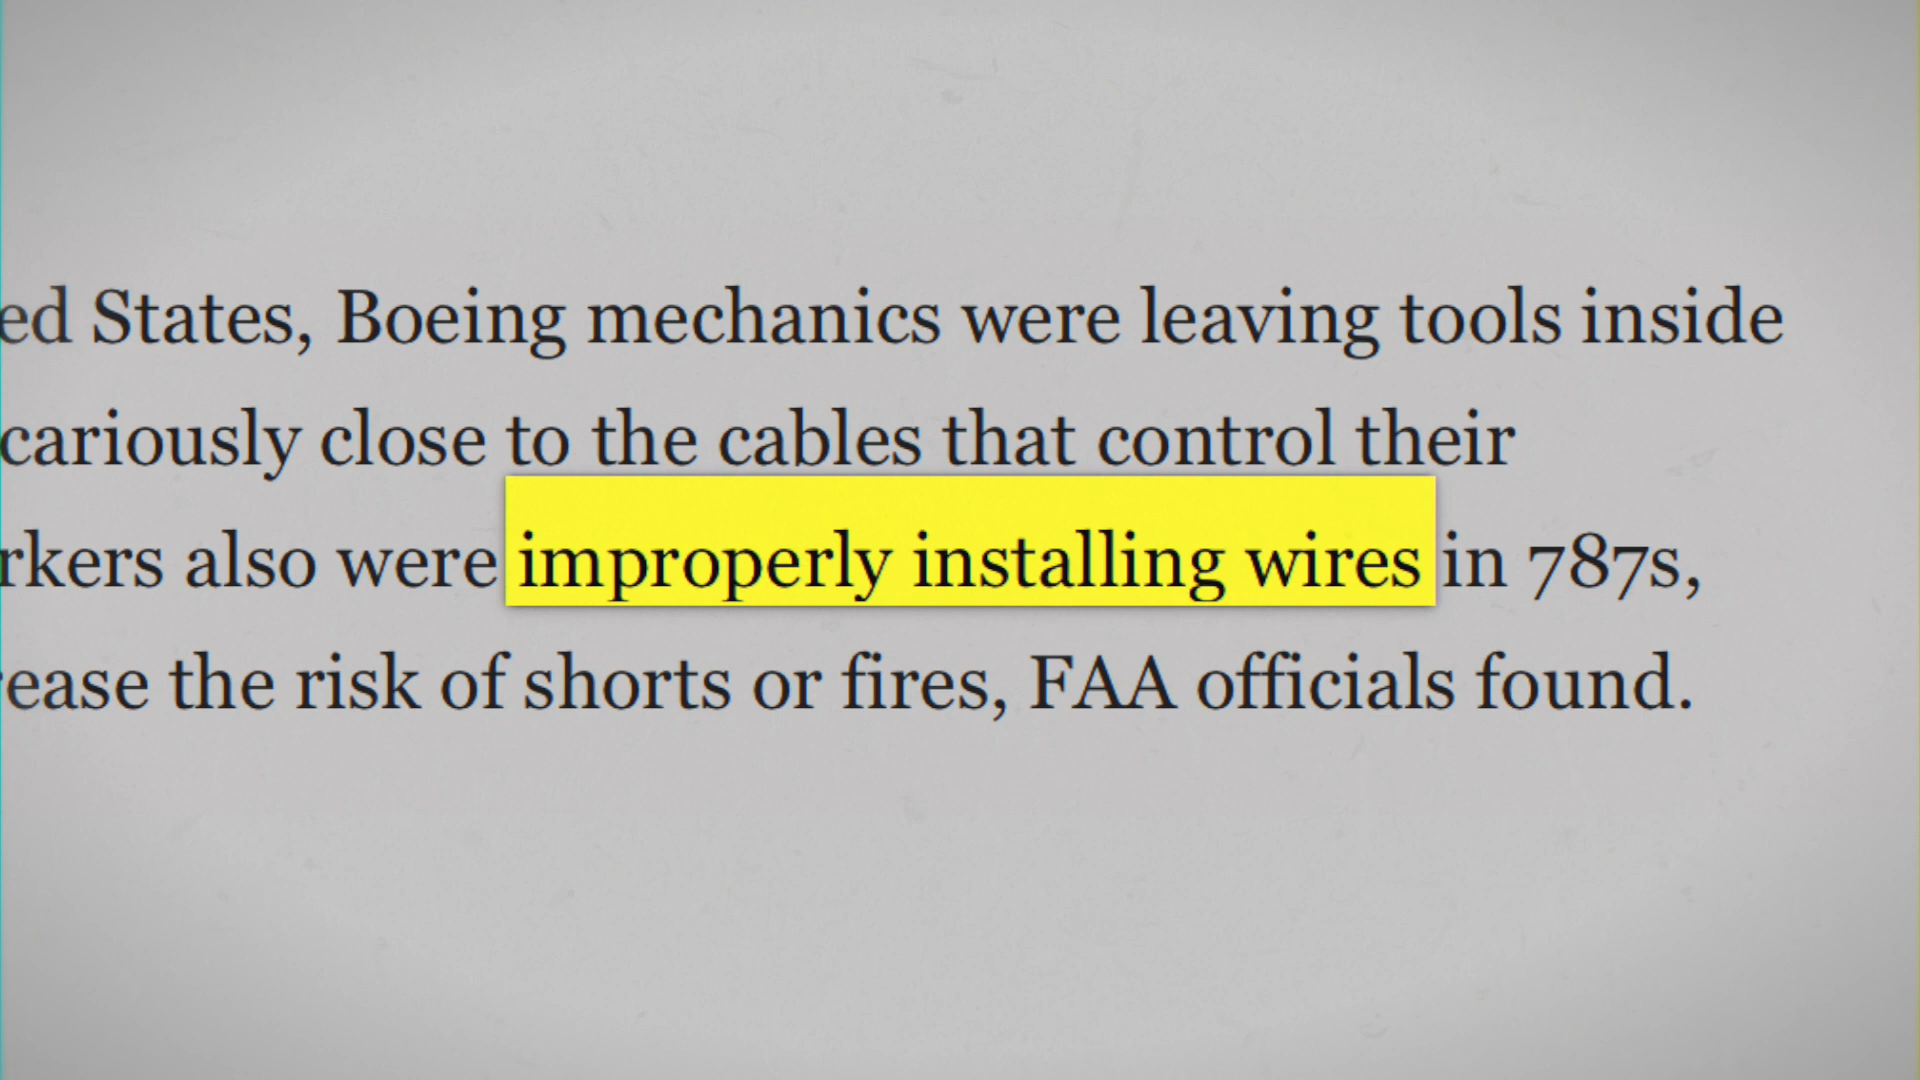 ed States, Boeing mechanics were leaving tools inside
cariously close to the cables that control their
rkers also were improperly installing wires in 787s,
ease the risk of shorts or fires, FAA officials found.